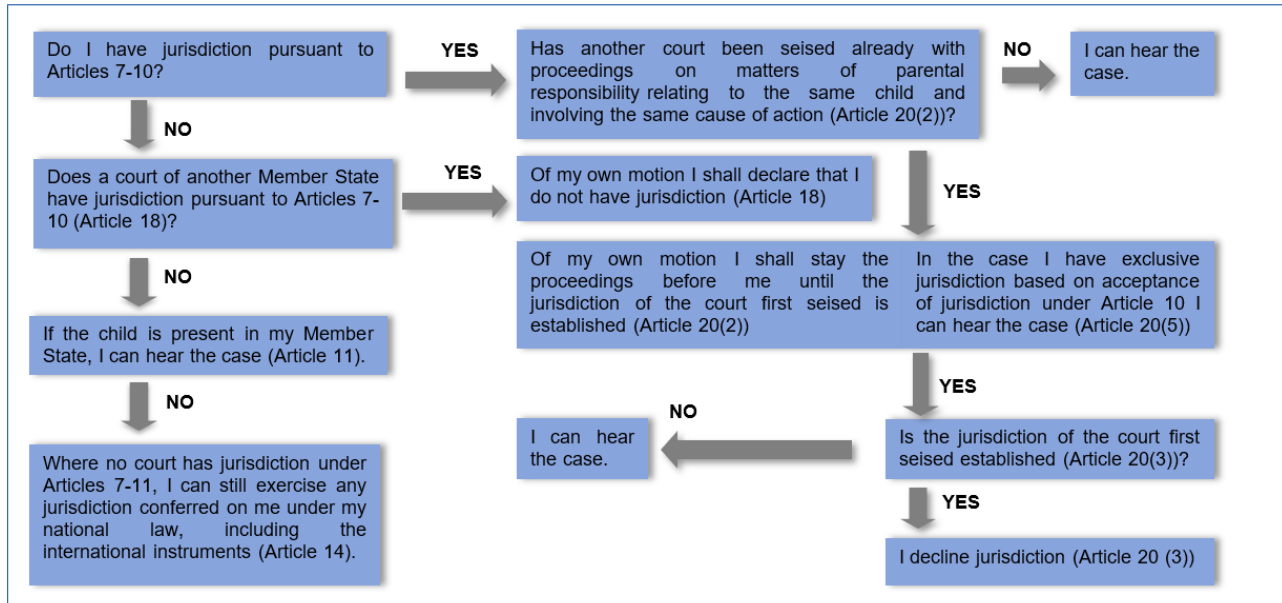 Do I have jurisdiction pursuant to
Articles 7-10?
YES
Has another court been seised already with
proceedings on matters of parental
responsibility relating to the same child and
involving the same cause of action (Article 20(2))?
NO
I can hear the
case.
NO
Does a court of another Member State
have jurisdiction pursuant to Articles 7-
10 (Article 18)?
YES
Of my own motion I shall declare that I
do not have jurisdiction (Article 18)
YES
NO
Of my own motion I shall stay the
proceedings before me until the
jurisdiction of the court first seised is
established (Article 20(2))
In the case I have exclusive
jurisdiction based on acceptance
of jurisdiction under Article 10 I
can hear the case (Article 20(5))
If the child is present in my Member
State, I can hear the case (Article 11).
NO
YES
NO
I can hear
the case.
Is the jurisdiction of the court first
seised established (Article 20(3))?
Where no court has jurisdiction under
Articles 7-11, I can still exercise any
jurisdiction conferred on me under my
national law, including the
international instruments (Article 14).
YES
I decline jurisdiction (Article 20 (3))